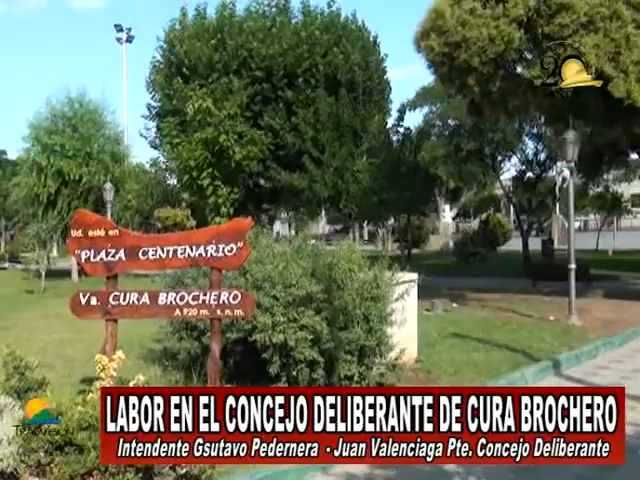 20
Ud. está en
"PLAZA CENTENARIO"
Va. CURA BROCHERO
A 920 m. s. n. m.
LABOR EN EL CONCEJO DELIBERANTE DE CURA BROCHERO
Intendente Gsutavo Pedernera - Juan Valenciaga Pte. Concejo Deliberante